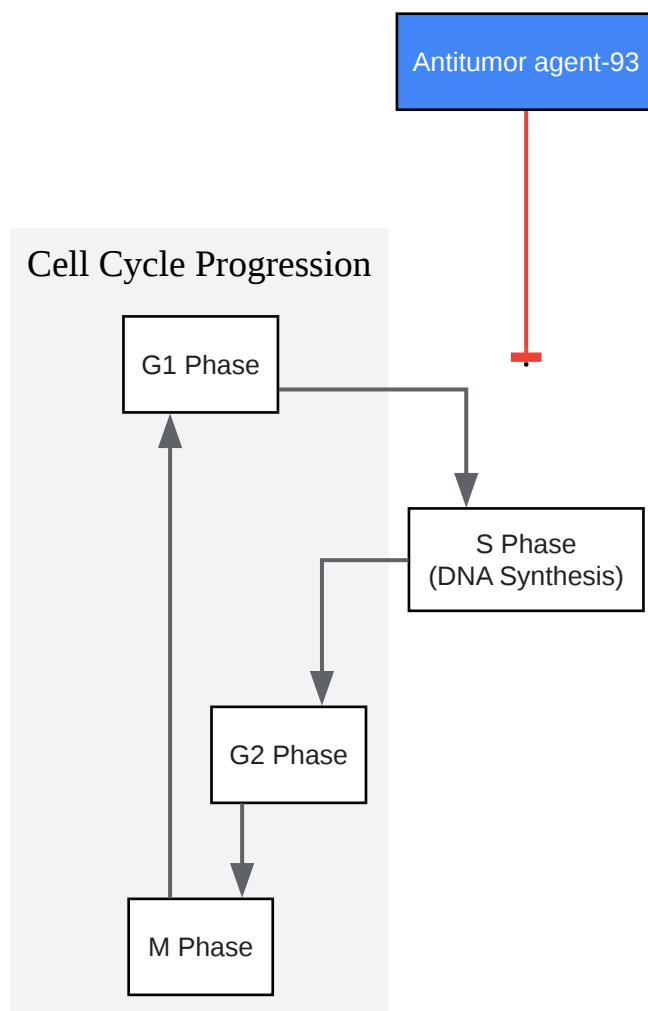 Antitumor agent-93
Cell Cycle Progression
G1 Phase
S Phase
(DNA Synthesis)
G2 Phase
M Phase